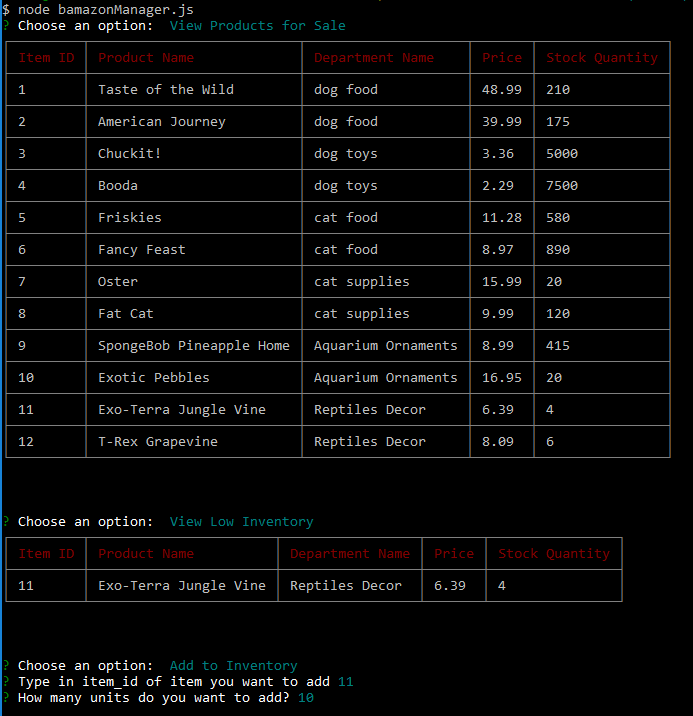 $ node bamazonManager.js
? Choose an option:  View Products for Sale
Item ID Product Name Department Name Price Stock Quantity
1 Taste of the Wild dog food 48.99 210
2 American Journey dog food 39.99 175
3 Chuckit! dog toys 3.36 5000
4 Booda dog toys 2.29 7500
5 Friskies cat food 11.28 580
6 Fancy Feast cat food 8.97 890
7 Oster cat supplies 15.99 20
8 Fat Cat cat supplies 9.99 120
9 SpongeBob Pineapple Home Aquarium Ornaments 8.99 415
10 Exotic Pebbles Aquarium Ornaments 16.95 20
11 Exo-Terra Jungle Vine Reptiles Decor 6.39 4
12 T-Rex Grapevine Reptiles Decor 8.09 6
? Choose an option:  View Low Inventory
Item ID Product Name Department Name Price Stock Quantity
11 Exo-Terra Jungle Vine Reptiles Decor 6.39 4
? Choose an option:  Add to Inventory
? Type in item_id of item you want to add 11
? How many units do you want to add? 10